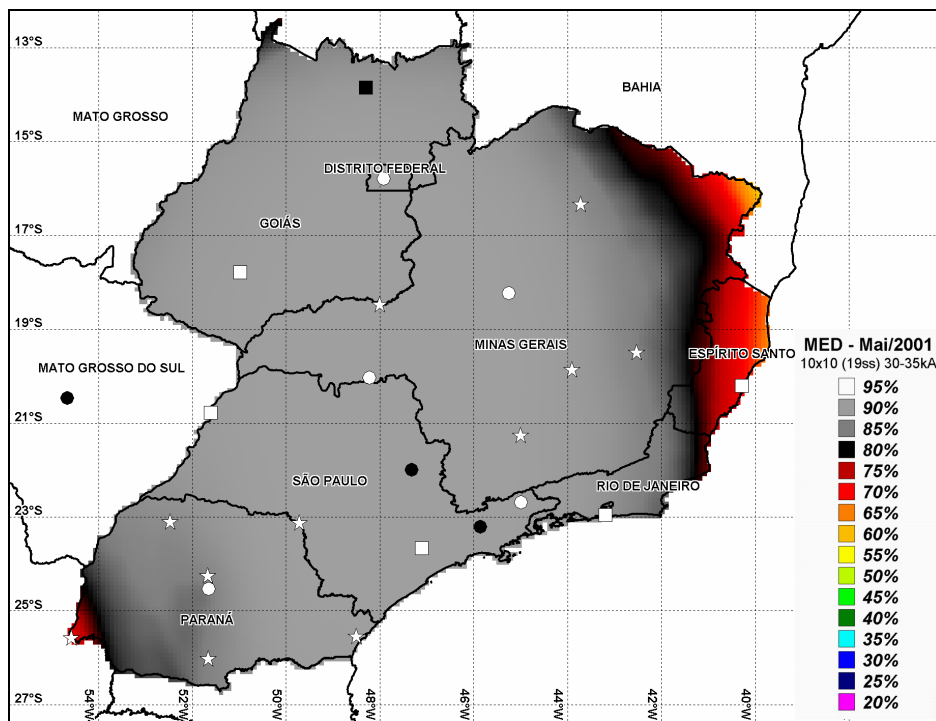 13°S
BAHIA
MATO GROSSO
15°S
DISTRITO FEDERAL
17°S
GOIÁS
19°S
MINAS GERAIS
ESPÍRITO SANTO
MATO GROSSO DO SUL
21°S
SÃO PAULO
RIO DE JANEIRO
23°S
25°S
PARANÁ
27°S
54°W
52°W
50°W
48°W
46°W
44°W
42°W
40°W
MED - Mai/2001
10x10 (19ss) 30-35kA
95%
90%
85%
80%
75%
70%
65%
60%
55%
50%
45%
40%
35%
30%
25%
20%